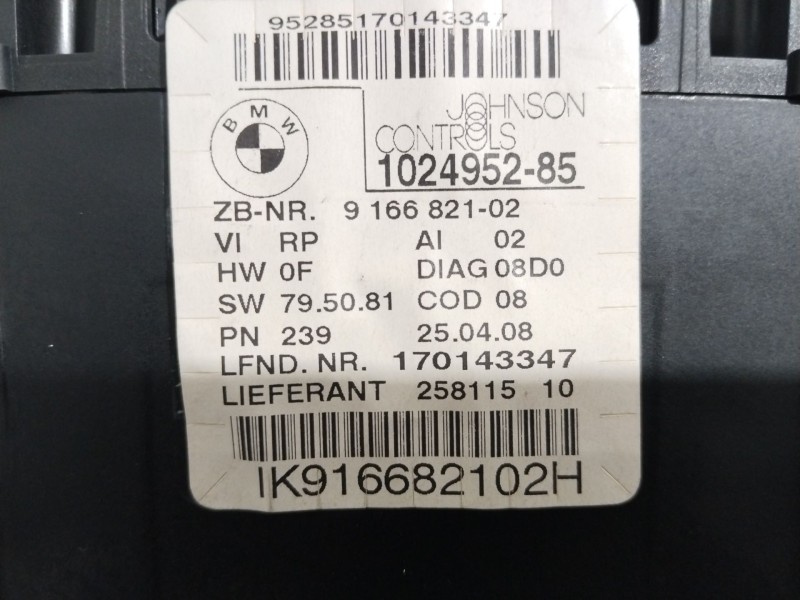 95285170143347
BMW
JOHNSON
CONTROLS
1024952-85
ZB-NR. 9 166 821-02
VI RP AI 02
HW 0F DIAG 08D0
SW 79.50.81 COD 08
PN 239 25.04.08
LFND. NR. 170143347
LIEFERANT 258115 10
IK916682102H